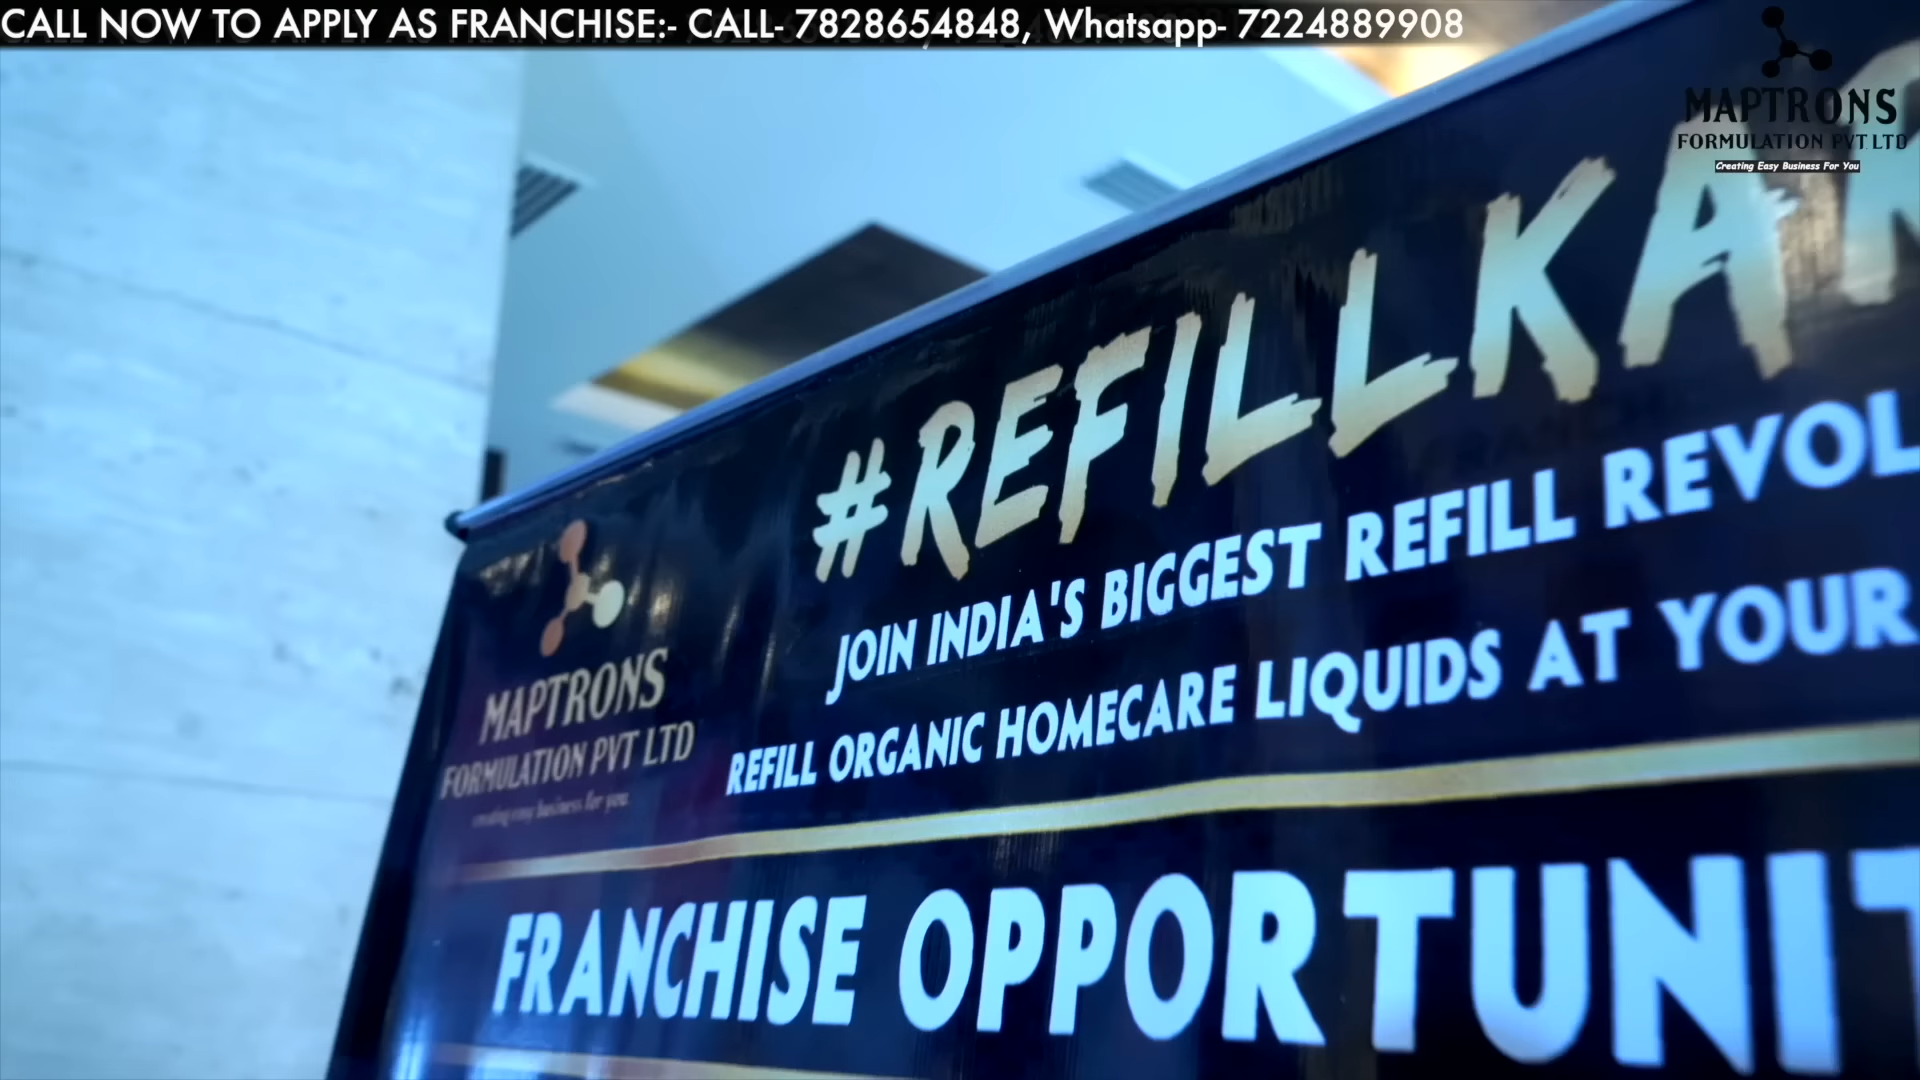 CALL NOW TO APPLY AS FRANCHISE:- CALL- 7828654848, Whatsapp- 7224889908
MAPTRONS
FORMULATION PVT LTD
Creating Easy Business For You
#REFILLKAR
JOIN INDIA'S BIGGEST REFILL REVOL
REFILL ORGANIC HOMECARE LIQUIDS AT YOUR
MAPTRONS
FORMULATION PVT LTD
creating easy business for you
FRANCHISE OPPORTUNIT